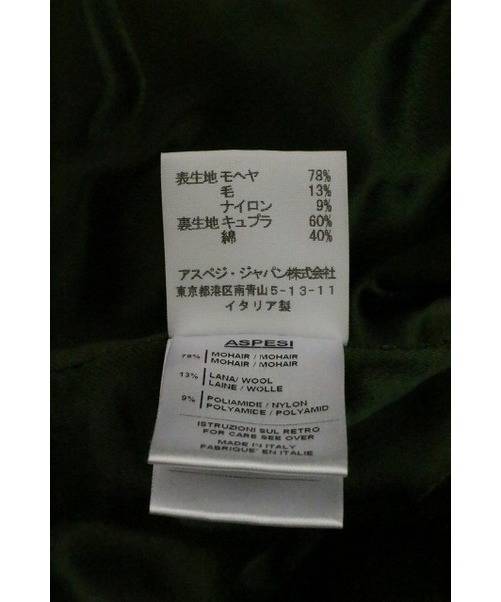 表生地 モヘヤ 78%
毛 13%
ナイロン 9%
裏生地 キュプラ 60%
綿 40%
アスペジ・ジャパン株式会社
東京都港区南青山5-13-11
イタリア製
ASPESI
78% MOHAIR / MOHAIR
MOHAIR / MOHAIR
13% LANA / WOOL
LAINE / WOLLE
9% POLIAMIDE / NYLON
POLYAMIDE / POLYAMID
ISTRUZIONI SUL RETRO
FOR CARE SEE OVER
MADE IN ITALY
FABRIQUE' EN ITALIE